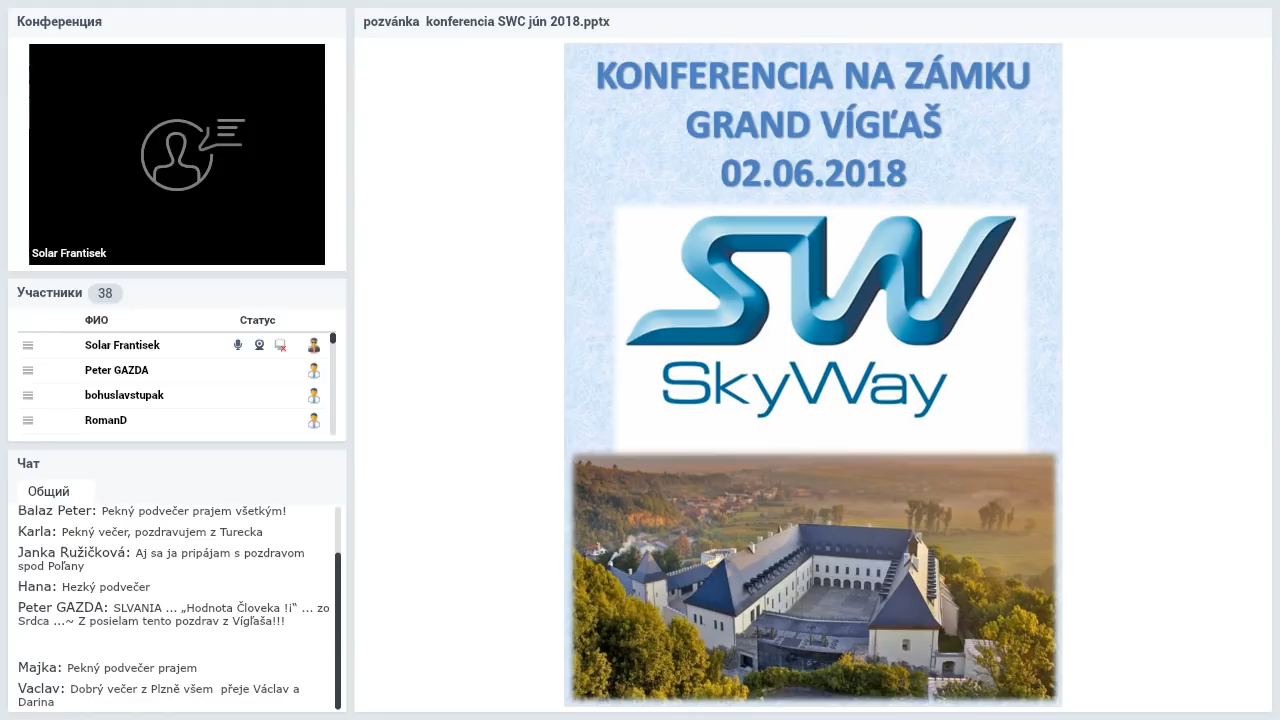 Конференция
Solar Frantisek
Участники 38
ФИО Статус
Solar Frantisek
Peter GAZDA
bohuslavstupak
RomanD
Чат
Общий
Balaz Peter: Pekný podvečer prajem všetkým!
Karla: Pekný večer, pozdravujem z Turecka
Janka Ružičková: Aj sa ja pripájam s pozdravom
spod Poľany
Hana: Hezký podvečer
Peter GAZDA: SLVANIA ... „Hodnota Človeka !¡“ ... zo
Srdca ...~ Z posielam tento pozdrav z Vígľaša!!!
Majka: Pekný podvečer prajem
Vaclav: Dobrý večer z Plzně všem přeje Václav a
Darina
pozvánka konferencia SWC jún 2018.pptx
KONFERENCIA NA ZÁMKU
GRAND VÍGĽAŠ
02.06.2018
SW
SkyWay